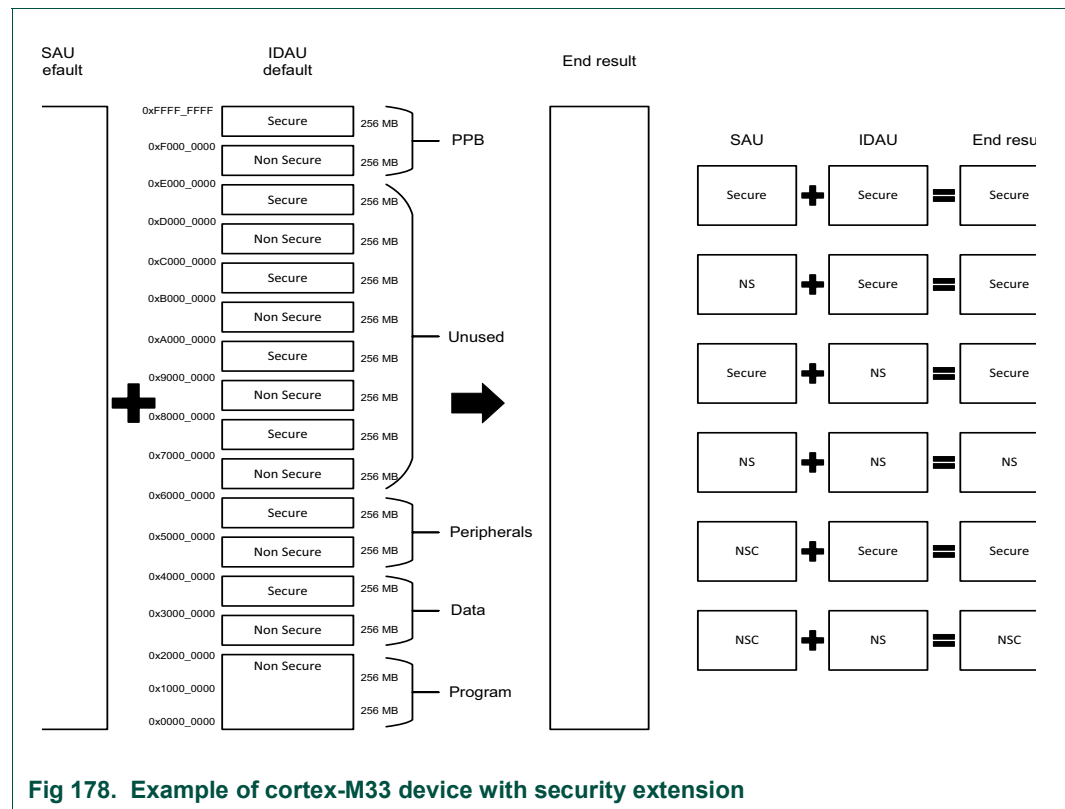 SAU
efault
IDAU
default
End result
0xFFFF_FFFF
Secure
256 MB
PPB
0xF000_0000
Non Secure
256 MB
0xE000_0000
Secure
256 MB
0xD000_0000
Non Secure
256 MB
0xC000_0000
Secure
256 MB
0xB000_0000
Non Secure
256 MB
Unused
0xA000_0000
Secure
256 MB
0x9000_0000
Non Secure
256 MB
0x8000_0000
Secure
256 MB
0x7000_0000
Non Secure
256 MB
0x6000_0000
Secure
256 MB
Peripherals
0x5000_0000
Non Secure
256 MB
0x4000_0000
Secure
256 MB
Data
0x3000_0000
Non Secure
256 MB
0x2000_0000
Non Secure
256 MB
0x1000_0000
Program
256 MB
0x0000_0000
SAU IDAU End resu
Secure + Secure = Secure
NS + Secure = Secure
Secure + NS = Secure
NS + NS = NS
NSC + Secure = Secure
NSC + NS = NSC
Fig 178. Example of cortex-M33 device with security extension